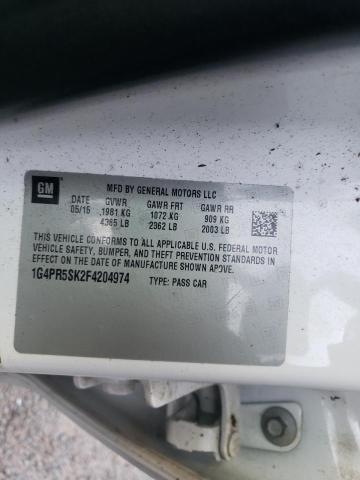 GM
MFD BY GENERAL MOTORS LLC
DATE GVWR GAWR FRT GAWR RR
05/15 1981 KG 1072 KG 909 KG
4365 LB 2362 LB 2003 LB
THIS VEHICLE CONFORMS TO ALL APPLICABLE U.S. FEDERAL MOTOR
VEHICLE SAFETY, BUMPER, AND THEFT PREVENTION STANDARDS IN
EFFECT ON THE DATE OF MANUFACTURE SHOWN ABOVE.
1G4PR5SK2F4204974 TYPE: PASS CAR